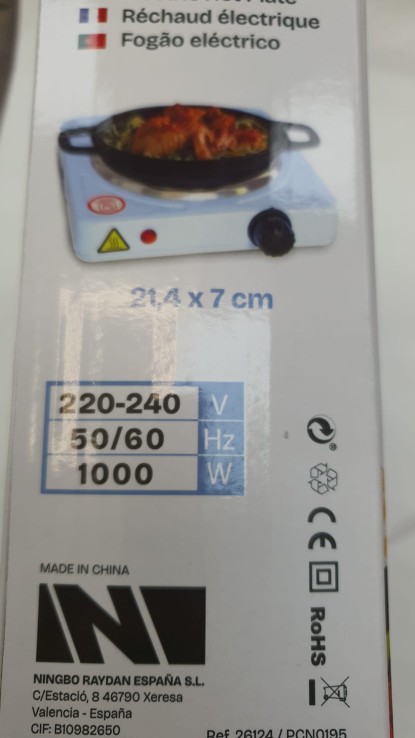 Réchaud électrique
Fogão eléctrico
21,4 x 7 cm
220-240 V
50/60 Hz
1000 W
MADE IN CHINA
NINGBO RAYDAN ESPAÑA S.L.
C/Estació, 8 46790 Xeresa
Valencia - España
CIF: B10982650
CE
RoHS
Ref. 26124 / PCN0195